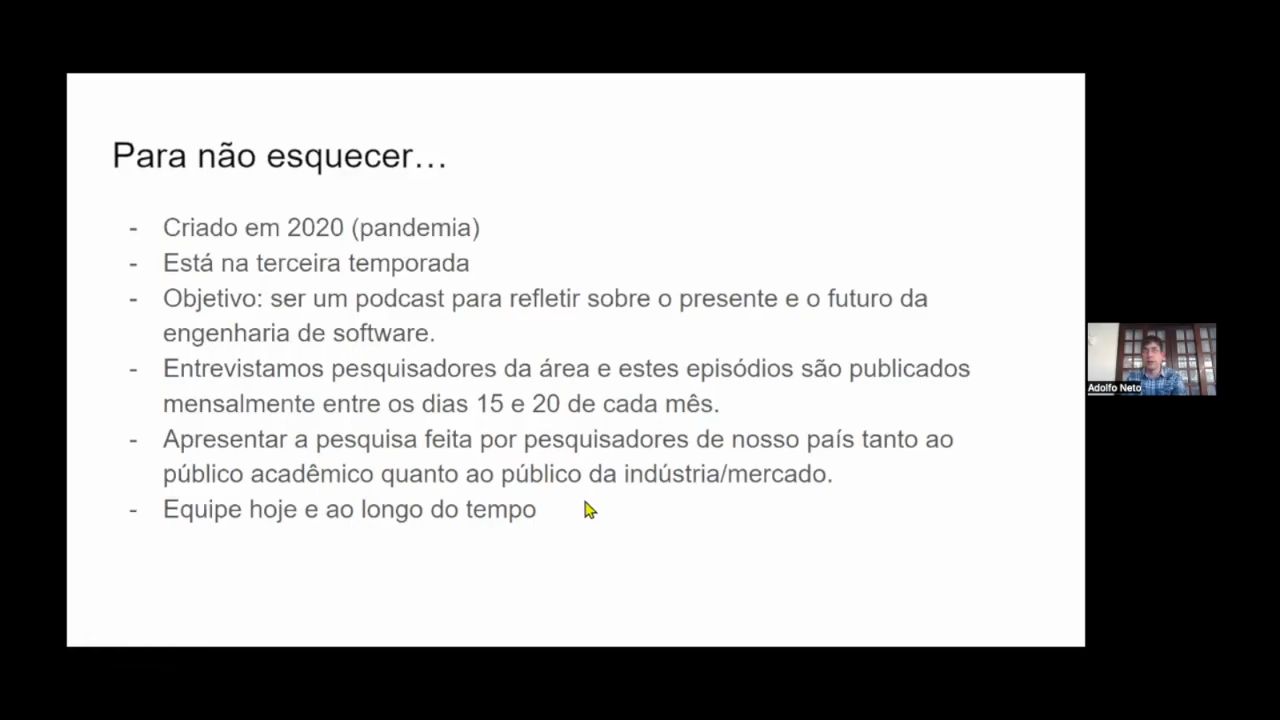 Para não esquecer…
- Criado em 2020 (pandemia)
- Está na terceira temporada
- Objetivo: ser um podcast para refletir sobre o presente e o futuro da
engenharia de software.
- Entrevistamos pesquisadores da área e estes episódios são publicados
mensalmente entre os dias 15 e 20 de cada mês.
- Apresentar a pesquisa feita por pesquisadores de nosso país tanto ao
público acadêmico quanto ao público da indústria/mercado.
- Equipe hoje e ao longo do tempo
Adolfo Neto